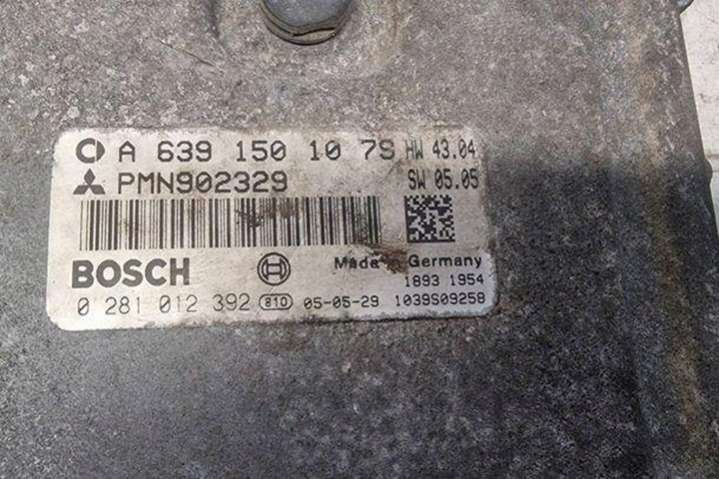 A 639 150 10 79 HW 43.04
PMN902329 SW 05.05
BOSCH Made in Germany
1893 1954
0 281 012 392 810 05-05-29 1039S09258